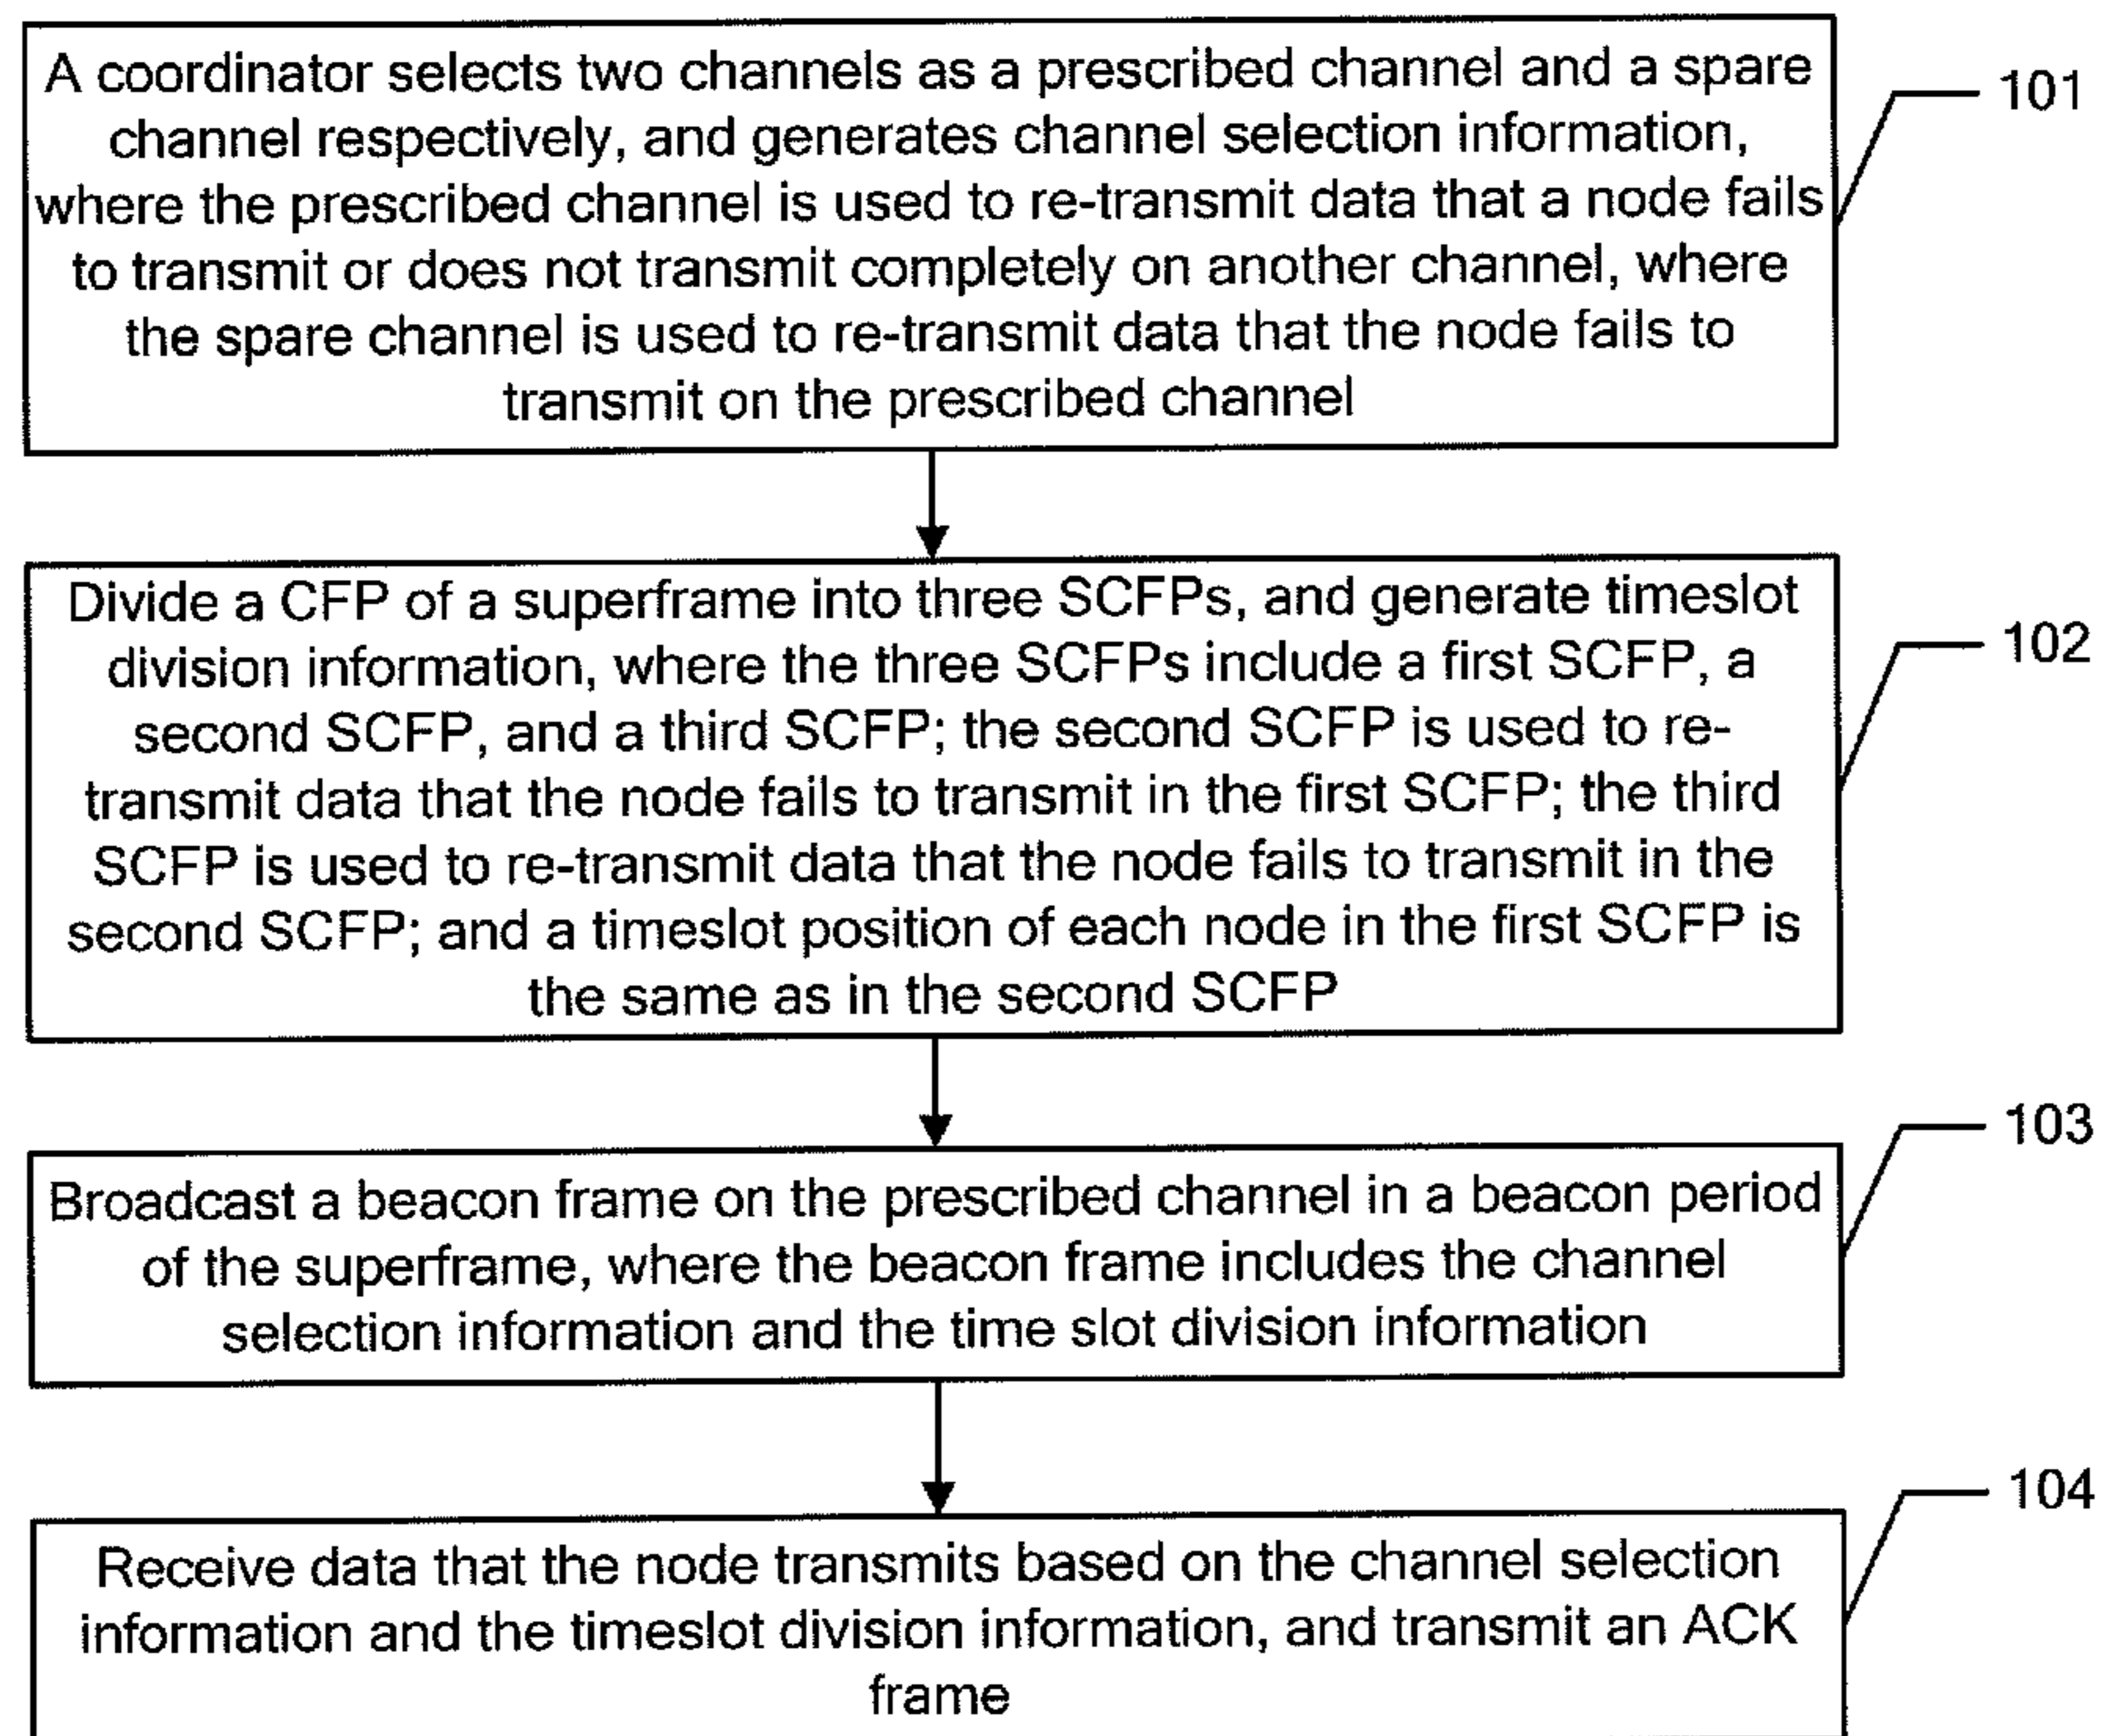 A coordinator selects two channels as a prescribed channel and a spare
channel respectively, and generates channel selection information,
where the prescribed channel is used to re-transmit data that a node fails
to transmit or does not transmit completely on another channel, where
the spare channel is used to re-transmit data that the node fails to
transmit on the prescribed channel
101
Divide a CFP of a superframe into three SCFPs, and generate timeslot
division information, where the three SCFPs include a first SCFP, a
second SCFP, and a third SCFP; the second SCFP is used to re-
transmit data that the node fails to transmit in the first SCFP; the third
SCFP is used to re-transmit data that the node fails to transmit in the
second SCFP; and a timeslot position of each node in the first SCFP is
the same as in the second SCFP
102
Broadcast a beacon frame on the prescribed channel in a beacon period
of the superframe, where the beacon frame includes the channel
selection information and the time slot division information
103
Receive data that the node transmits based on the channel selection
information and the timeslot division information, and transmit an ACK
frame
104